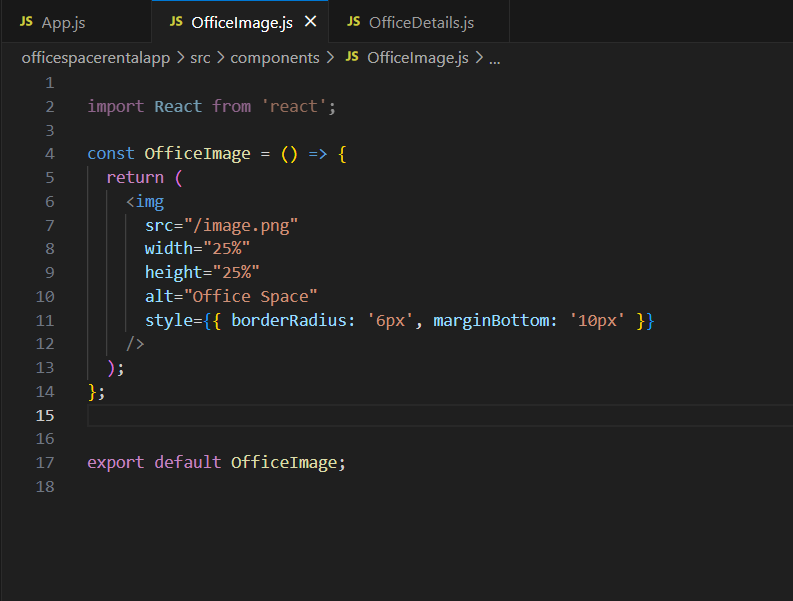 JS App.js JS OfficeImage.js × JS OfficeDetails.js
officespacerentalapp > src > components > JS OfficeImage.js > ...
1
2 import React from 'react';
3
4 const OfficeImage = () => {
5   return (
6     <img
7       src="/image.png"
8       width="25%"
9       height="25%"
10       alt="Office Space"
11       style={{ borderRadius: '6px', marginBottom: '10px' }}
12     />
13   );
14 };
15
16
17 export default OfficeImage;
18